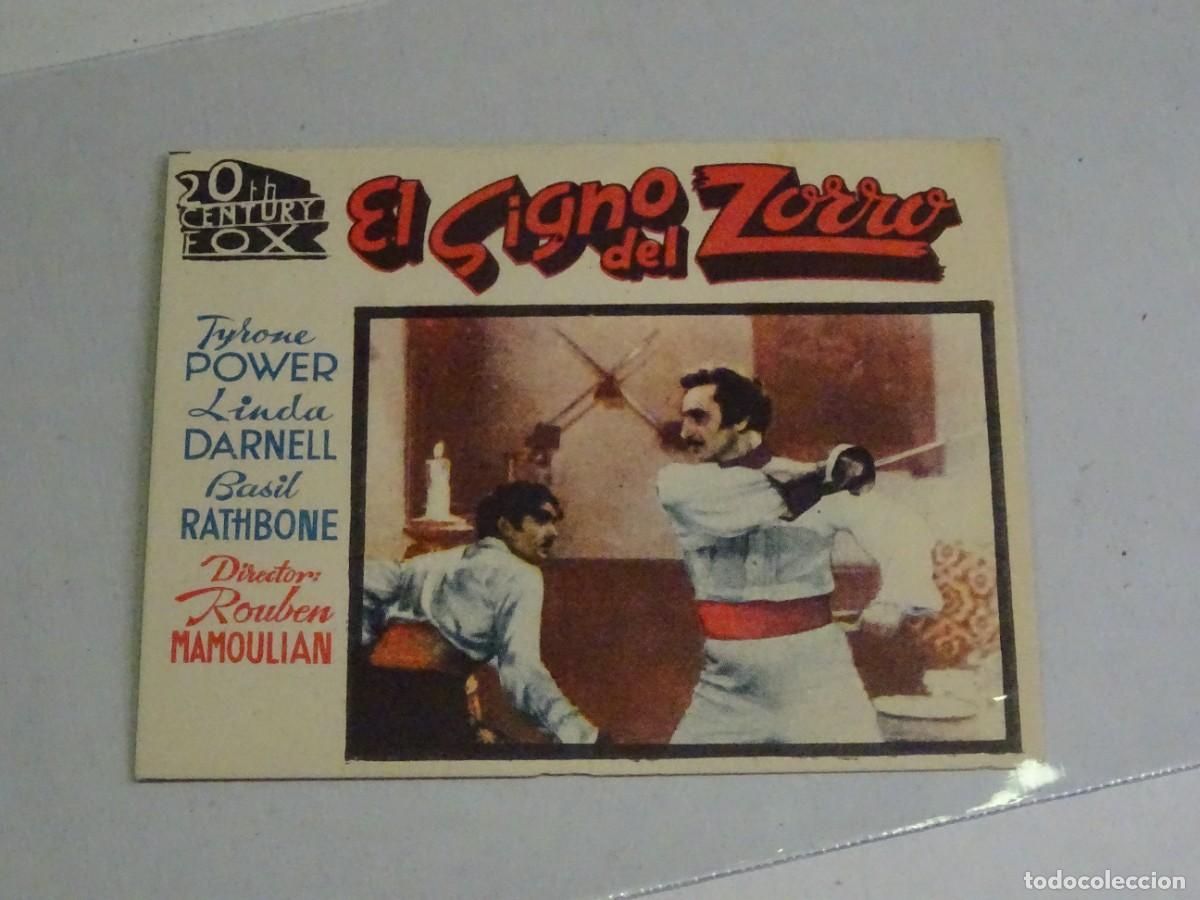 20th
CENTURY
FOX
El Signo del Zorro
Tyrone
POWER
Linda
DARNELL
Basil
RATHBONE
Director:
Rouben
MAMOULIAN
todocoleccion